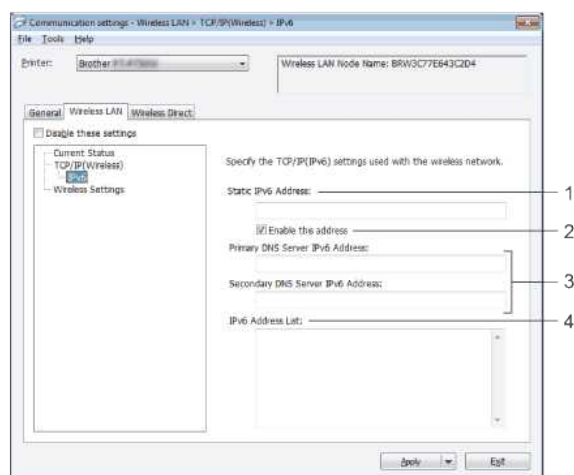 Communication settings - Wireless LAN > TCP/IP(Wireless) > IPv6
File Tools Help
Printer: Brother
Wireless LAN Node Name: BRW3C77E643C2D4
General Wireless LAN Wireless Direct
Disable these settings
Current Status
TCP/IP(Wireless)
IPv6
Wireless Settings
Specify the TCP/IP(IPv6) settings used with the wireless network.
Static IPv6 Address: 1
Enable this address 2
Primary DNS Server IPv6 Address:
3
Secondary DNS Server IPv6 Address:
IPv6 Address List: 4
Apply Exit